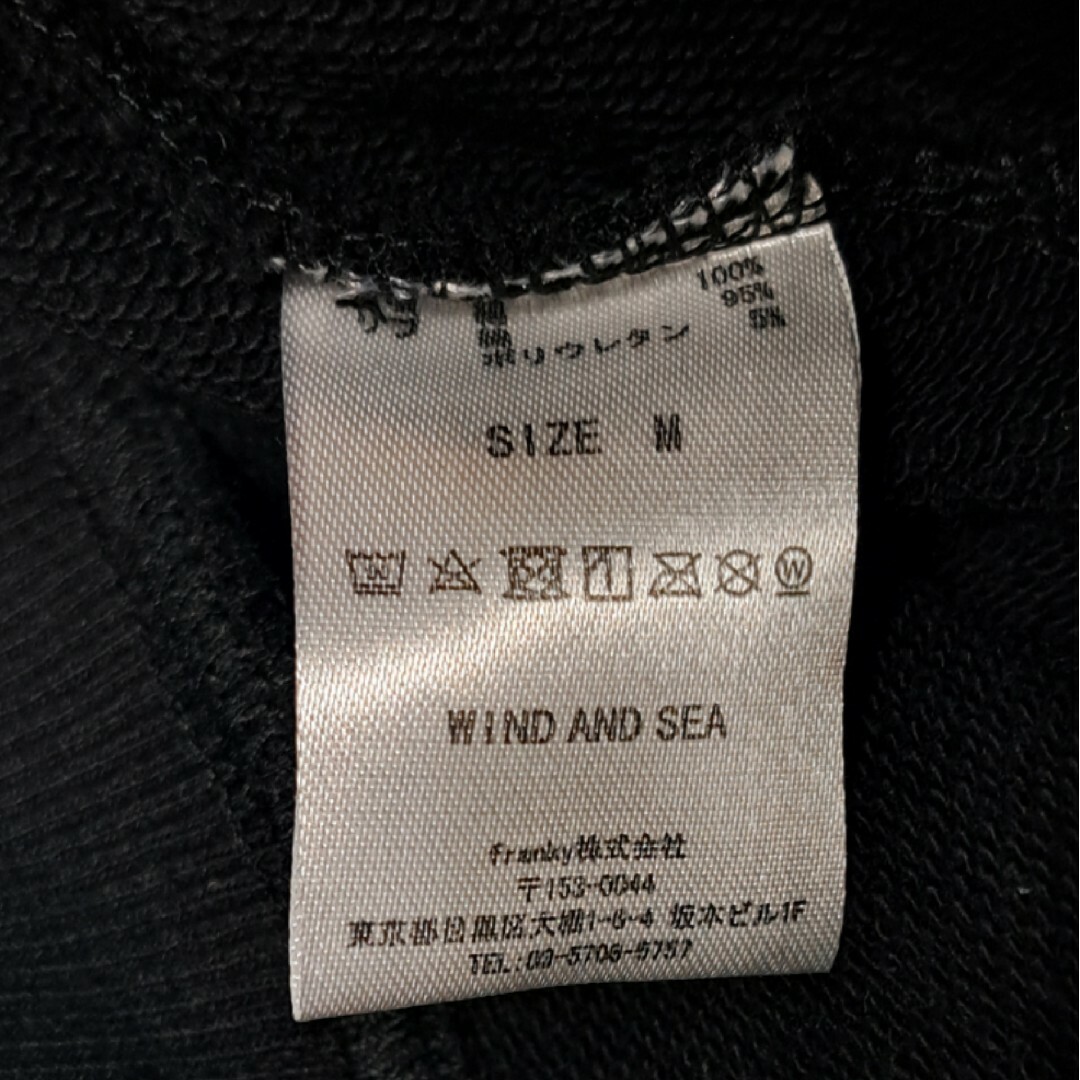 綿 100%
綿 95%
ポリウレタン 5%
SIZE M
W W
WIND AND SEA
franky株式会社
〒153-0044
東京都目黒区大橋1-6-4 坂本ビル1F
TEL:03-5706-5757